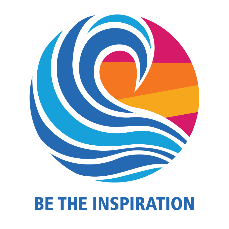 BE THE INSPIRATION